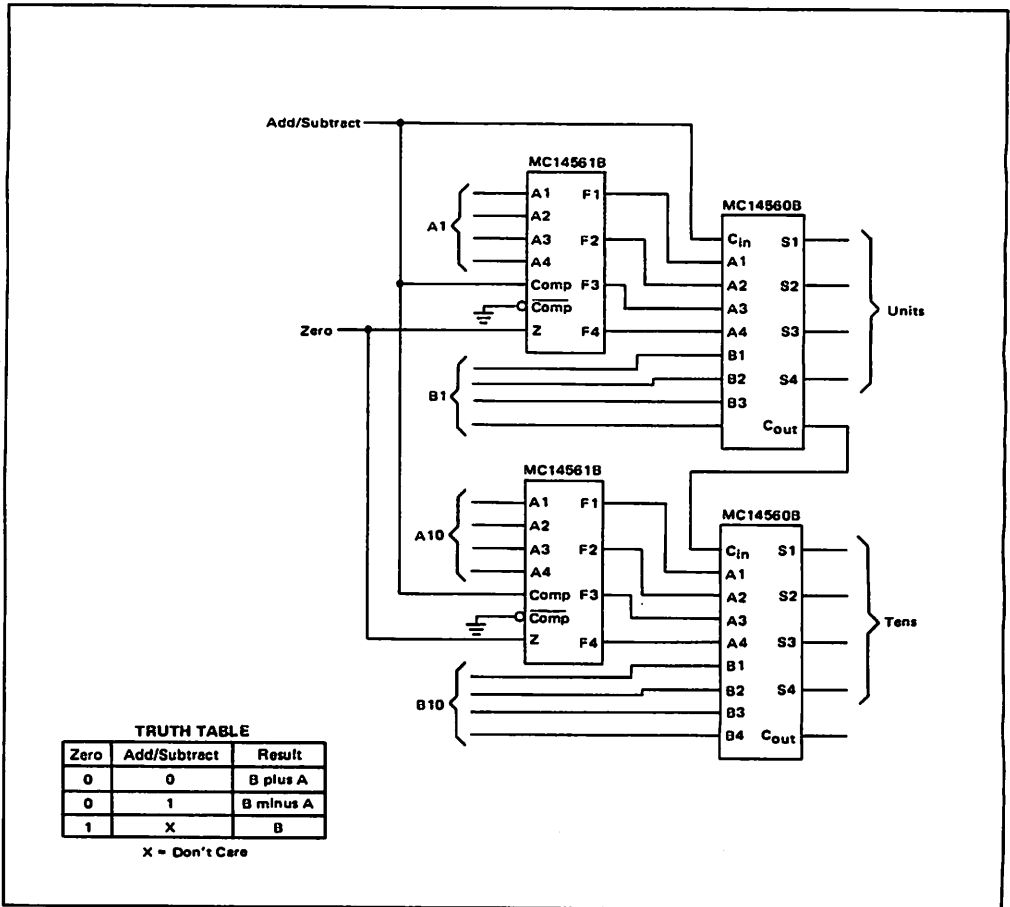 Add/Subtract
MC14561B
A1 F1
A2
A3 F2
A4
Comp F3
Comp
Z F4
A1
Zero
B1
MC14560B
Cin S1
A1
A2 S2
A3
A4 S3
B1
B2 S4
B3
Cout
Units
MC14561B
A1 F1
A2
A3 F2
A4
Comp F3
Comp
Z F4
A10
B10
MC14560B
Cin S1
A1
A2 S2
A3
A4 S3
B1
B2 S4
B3
B4 Cout
Tens
TRUTH TABLE
Zero Add/Subtract Result
0 0 B plus A
0 1 B minus A
1 X B
X = Don't Care